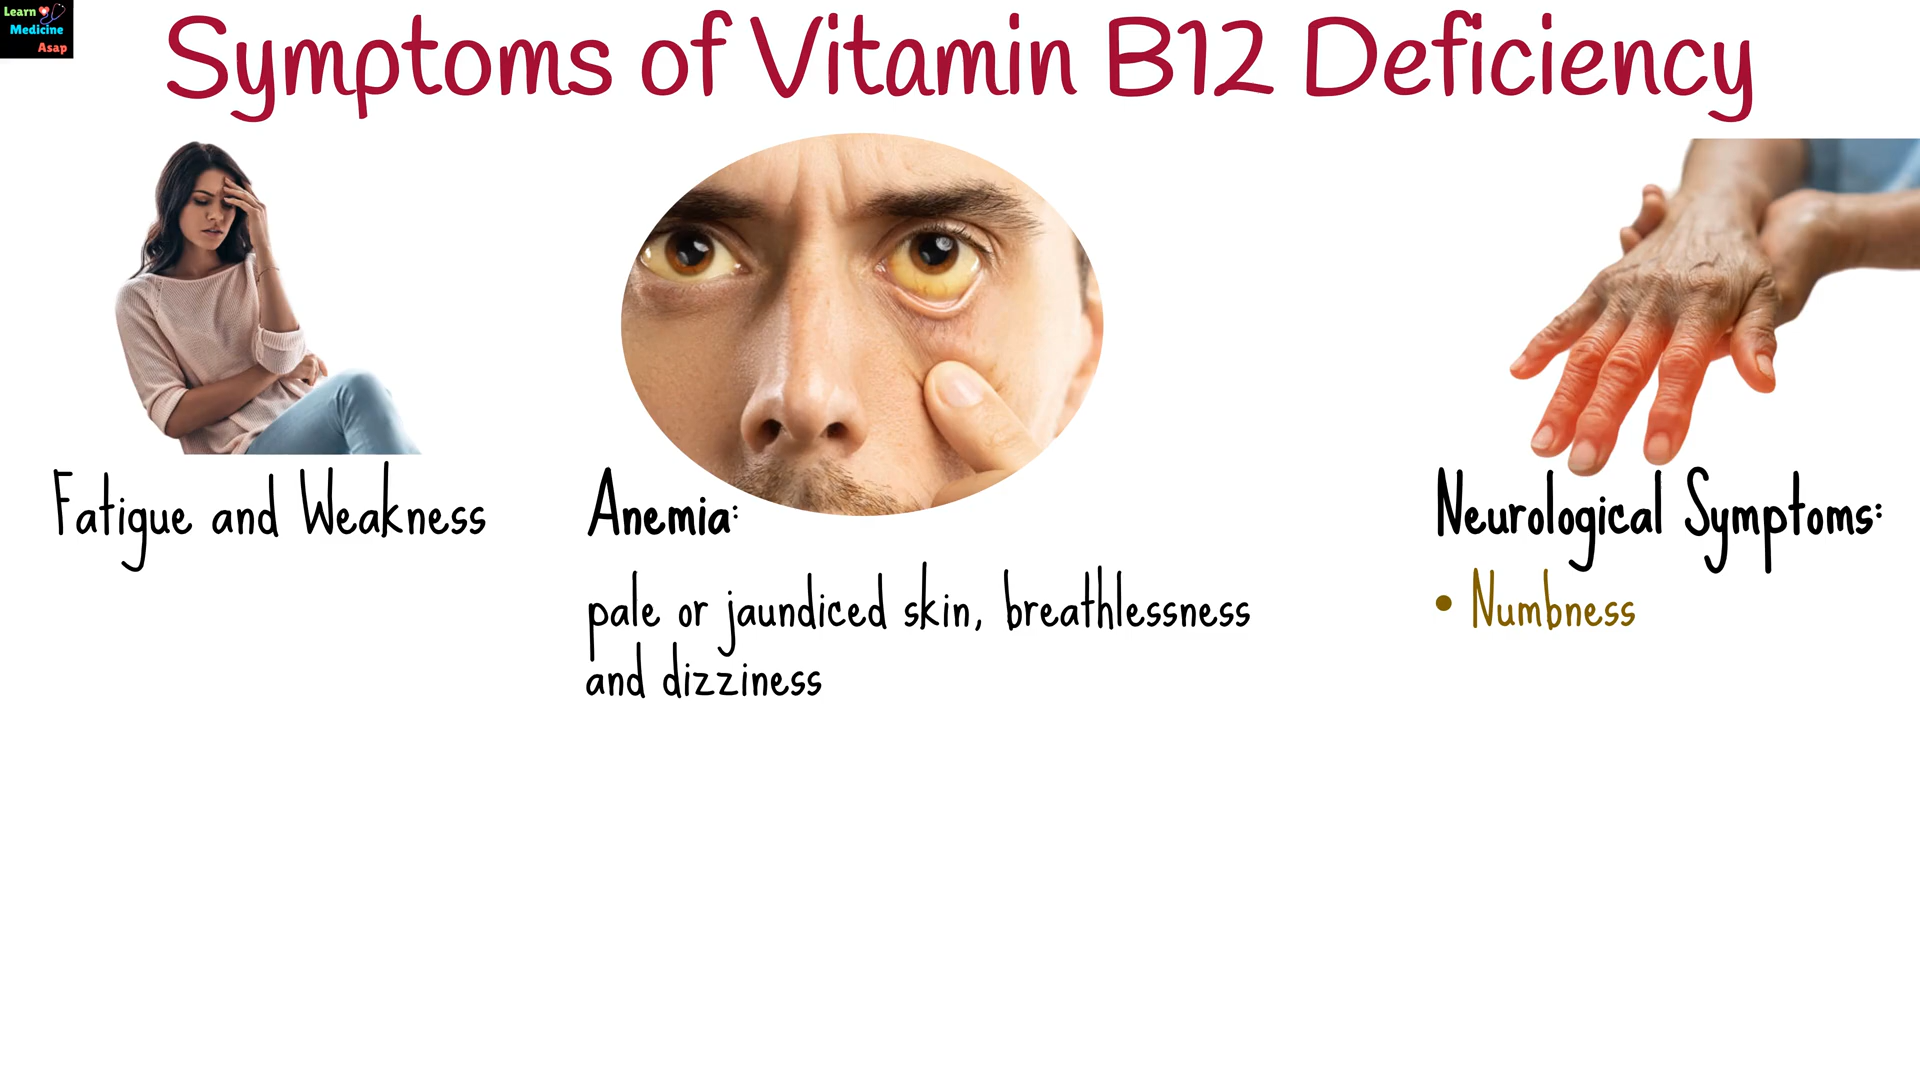 Learn
Medicine
Asap
Symptoms of Vitamin B12 Deficiency
Fatigue and Weakness
Anemia:
pale or jaundiced skin, breathlessness
and dizziness
Neurological Symptoms:
• Numbness